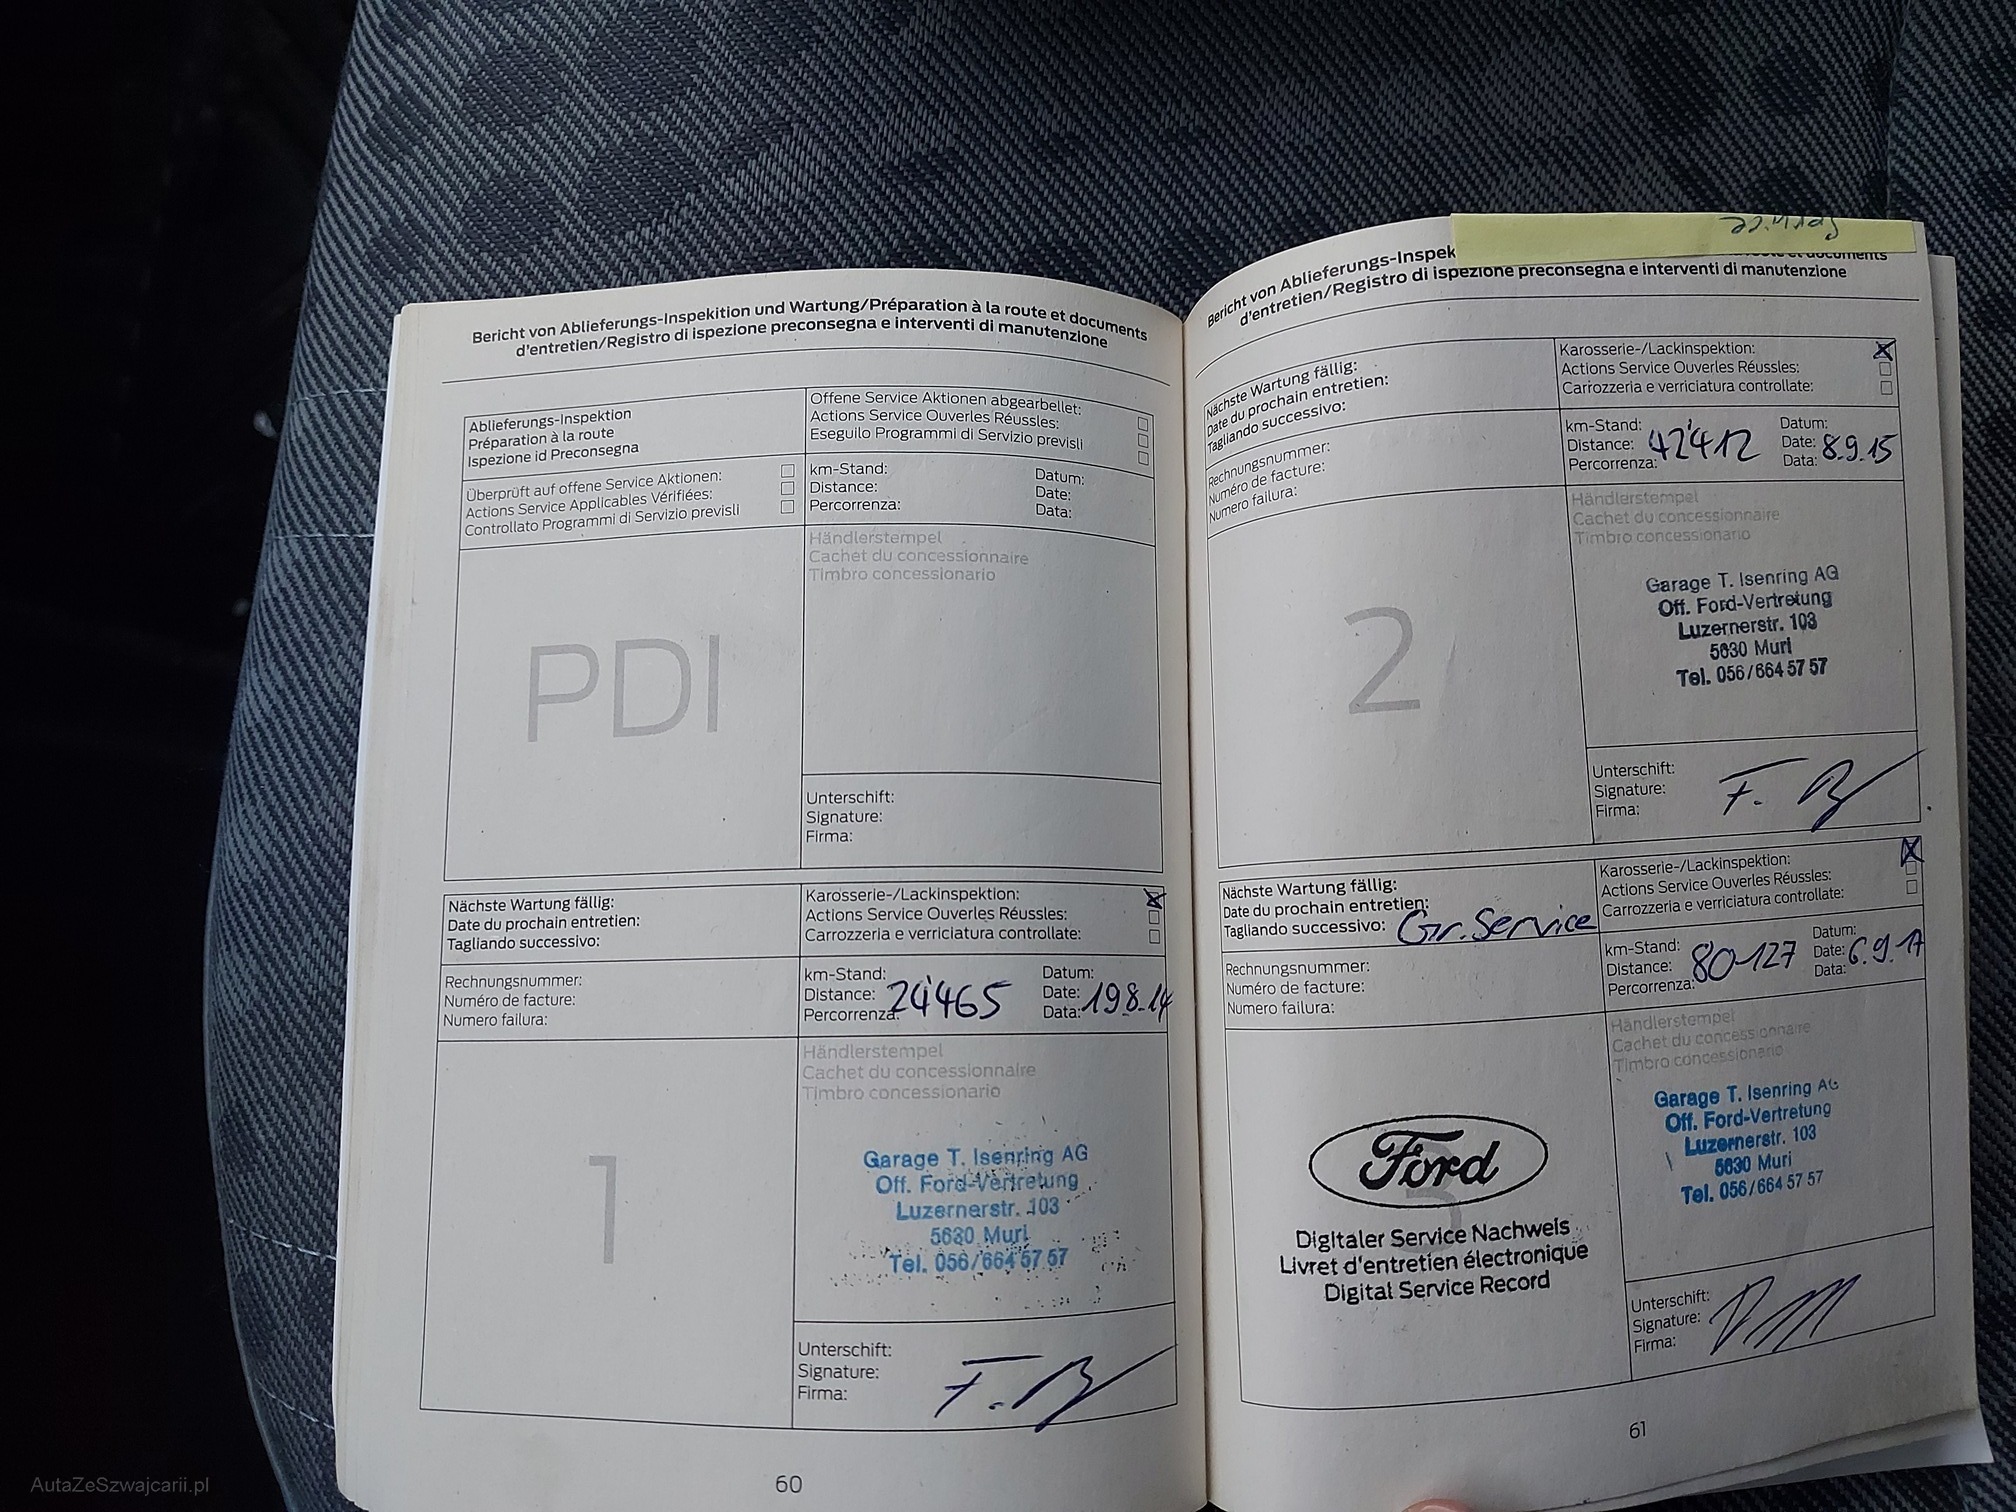 Bericht von Ablieferungs-Inspekition und Wartung/Préparation à la route et documents
d'entretien/Registro di ispezione preconsegna e interventi di manutenzione
Ablieferungs-Inspektion
Préparation à la route
Ispezione id Preconsegna
Offene Service Aktionen abgearbellet:
Actions Service Ouverles Réussles:
Eseguilo Programmi di Servizio previsli
Überprüft auf offene Service Aktionen:
Actions Service Applicables Vérifiées:
Controllato Programmi di Servizio previsli
km-Stand:
Distance:
Percorrenza:
Datum:
Date:
Data:
PDI
Händlerstempel
Cachet du concessionnaire
Timbro concessionario
Unterschift:
Signature:
Firma:
Nächste Wartung fällig:
Date du prochain entretien:
Tagliando successivo:
Karosserie-/Lackinspektion:
Actions Service Ouverles Réussles:
Carrozzeria e verriciatura controllate:
Rechnungsnummer:
Numéro de facture:
Numero failura:
km-Stand:
Distance: 24'465
Percorrenza:
Datum:
Date: 19.8.14
Data:
1
Händlerstempel
Cachet du concessionnaire
Timbro concessionario
Garage T. Isenring AG
Off. Ford-Vertretung
Luzernerstr. 103
5630 Muri
Tel. 056/664 57 57
Unterschift:
Signature:
Firma:
60
Service
Bericht von Ablieferungs-Inspek
et documents
d'entretien/Registro di ispezione preconsegna e interventi di manutenzione
Nächste Wartung fällig:
Date du prochain entretien:
Tagliando successivo:
Karosserie-/Lackinspektion:
Actions Service Ouverles Réussles:
Carrozzeria e verriciatura controllate:
Rechnungsnummer:
Numéro de facture:
Numero failura:
km-Stand:
Distance: 42'412
Percorrenza:
Datum:
Date: 8.9.15
Data:
2
Händlerstempel
Cachet du concessionnaire
Timbro concessionario
Garage T. Isenring AG
Off. Ford-Vertretung
Luzernerstr. 103
5630 Muri
Tel. 056/664 57 57
Unterschift:
Signature:
Firma:
Nächste Wartung fällig:
Date du prochain entretien:
Tagliando successivo: Gr. Service
Karosserie-/Lackinspektion:
Actions Service Ouverles Réussles:
Carrozzeria e verriciatura controllate:
Rechnungsnummer:
Numéro de facture:
Numero failura:
km-Stand:
Distance: 80127
Percorrenza:
Datum:
Date: 6.9.17
Data:
3
Ford
Digitaler Service Nachweis
Livret d'entretien électronique
Digital Service Record
Händlerstempel
Cachet du concessionnaire
Timbro concessionario
Garage T. Isenring AG
Off. Ford-Vertretung
Luzernerstr. 103
5630 Muri
Tel. 056/664 57 57
Unterschift:
Signature:
Firma:
61
AutaZeSzwajcarii.pl